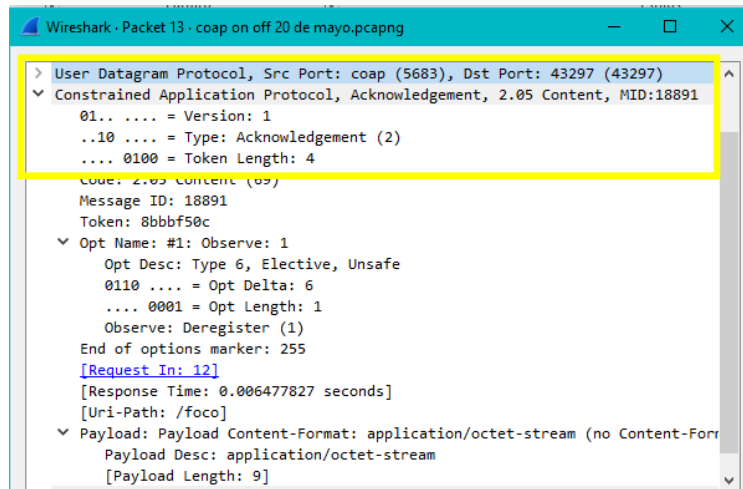 Wireshark · Packet 13 · coap on off 20 de mayo.pcapng
> User Datagram Protocol, Src Port: coap (5683), Dst Port: 43297 (43297)
Constrained Application Protocol, Acknowledgement, 2.05 Content, MID:18891
01.. .... = Version: 1
..10 .... = Type: Acknowledgement (2)
.... 0100 = Token Length: 4
Code: 2.05 Content (69)
Message ID: 18891
Token: 8bbbf50c
Opt Name: #1: Observe: 1
Opt Desc: Type 6, Elective, Unsafe
0110 .... = Opt Delta: 6
.... 0001 = Opt Length: 1
Observe: Deregister (1)
End of options marker: 255
[Request In: 12]
[Response Time: 0.006477827 seconds]
[Uri-Path: /foco]
Payload: Payload Content-Format: application/octet-stream (no Content-Forr
Payload Desc: application/octet-stream
[Payload Length: 9]